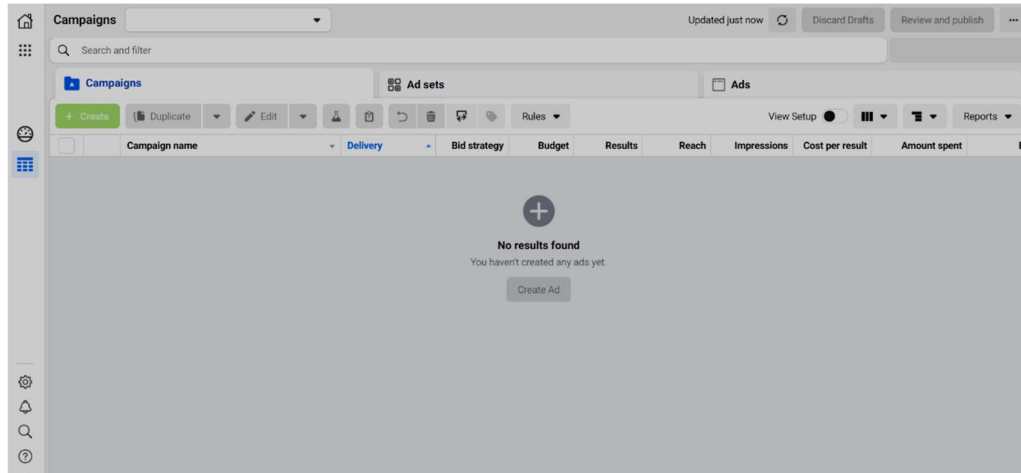 Campaigns
Updated just now
Discard Drafts
Review and publish
Search and filter
Campaigns
Ad sets
Ads
+ Create
Duplicate
Edit
Rules
View Setup
Reports
Campaign name
Delivery
Bid strategy
Budget
Results
Reach
Impressions
Cost per result
Amount spent
No results found
You haven't created any ads yet.
Create Ad